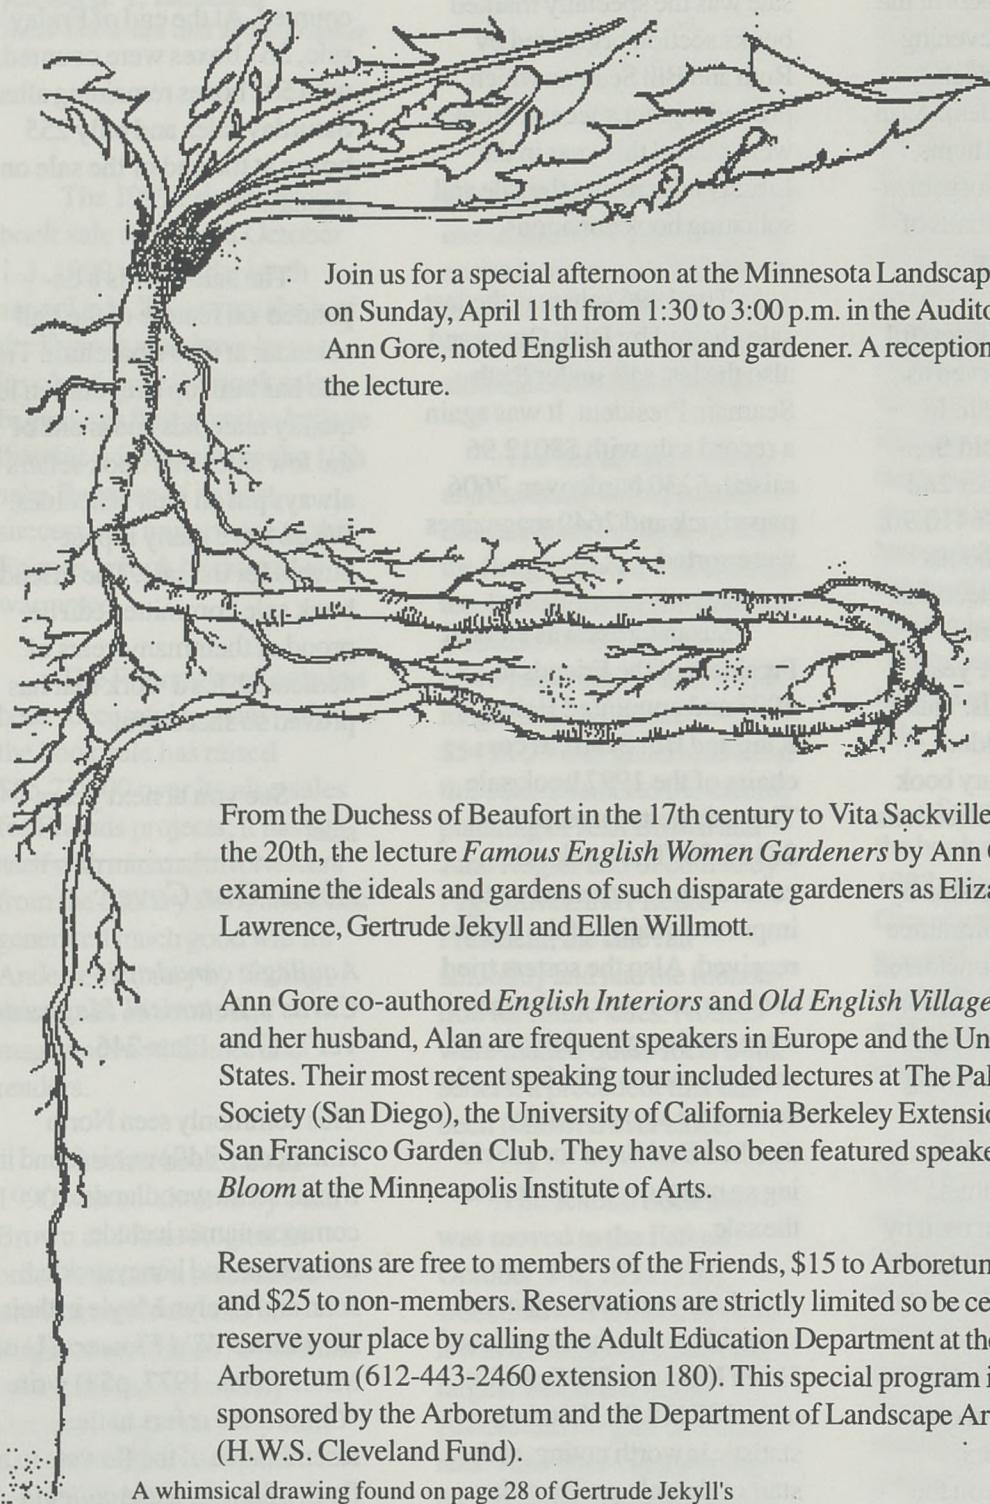 Join us for a special afternoon at the Minnesota Landscap
on Sunday, April 11th from 1:30 to 3:00 p.m. in the Audito
Ann Gore, noted English author and gardener. A reception
the lecture.
From the Duchess of Beaufort in the 17th century to Vita Sackville
the 20th, the lecture Famous English Women Gardeners by Ann
examine the ideals and gardens of such disparate gardeners as Eliza
Lawrence, Gertrude Jekyll and Ellen Willmott.
Ann Gore co-authored English Interiors and Old English Village
and her husband, Alan are frequent speakers in Europe and the Un
States. Their most recent speaking tour included lectures at The Pal
Society (San Diego), the University of California Berkeley Extensio
San Francisco Garden Club. They have also been featured speake
Bloom at the Minneapolis Institute of Arts.
Reservations are free to members of the Friends, $15 to Arboretum
and $25 to non-members. Reservations are strictly limited so be ce
reserve your place by calling the Adult Education Department at the
Arboretum (612-443-2460 extension 180). This special program i
sponsored by the Arboretum and the Department of Landscape Ar
(H.W.S. Cleveland Fund).
A whimsical drawing found on page 28 of Gertrude Jekyll's